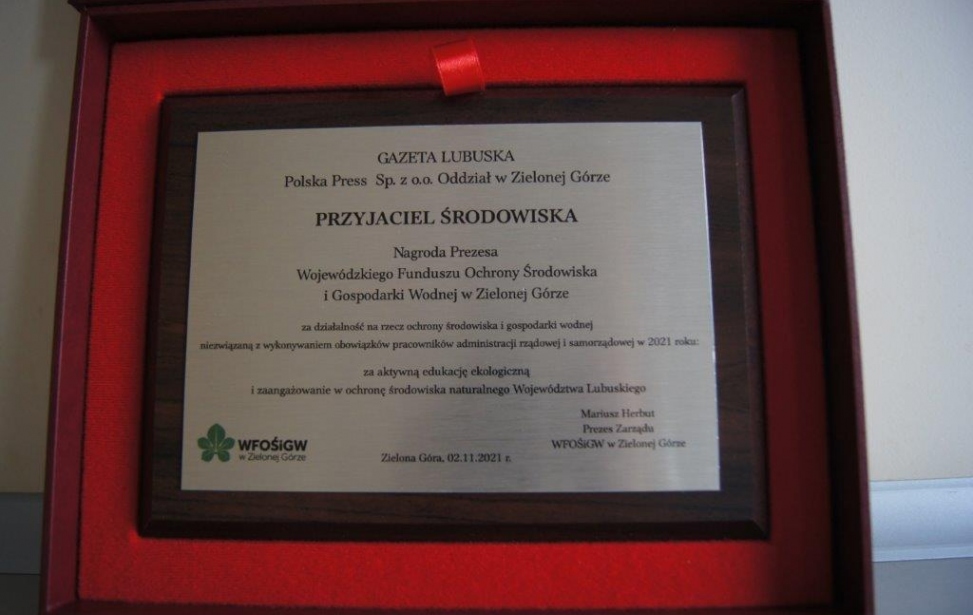 GAZETA LUBUSKA
Polska Press Sp. z o.o. Oddział w Zielonej Górze
PRZYJACIEL ŚRODOWISKA
Nagroda Prezesa
Wojewódzkiego Funduszu Ochrony Środowiska
i Gospodarki Wodnej w Zielonej Górze
za działalność na rzecz ochrony środowiska i gospodarki wodnej
niezwiązaną z wykonywaniem obowiązków pracowników administracji rządowej i samorządowej w 2021 roku:
za aktywną edukację ekologiczną
i zaangażowanie w ochronę środowiska naturalnego Województwa Lubuskiego
Mariusz Herbut
Prezes Zarządu
WFOŚiGW w Zielonej Górze
WFOŚiGW
w Zielonej Górze
Zielona Góra, 02.11.2021 r.